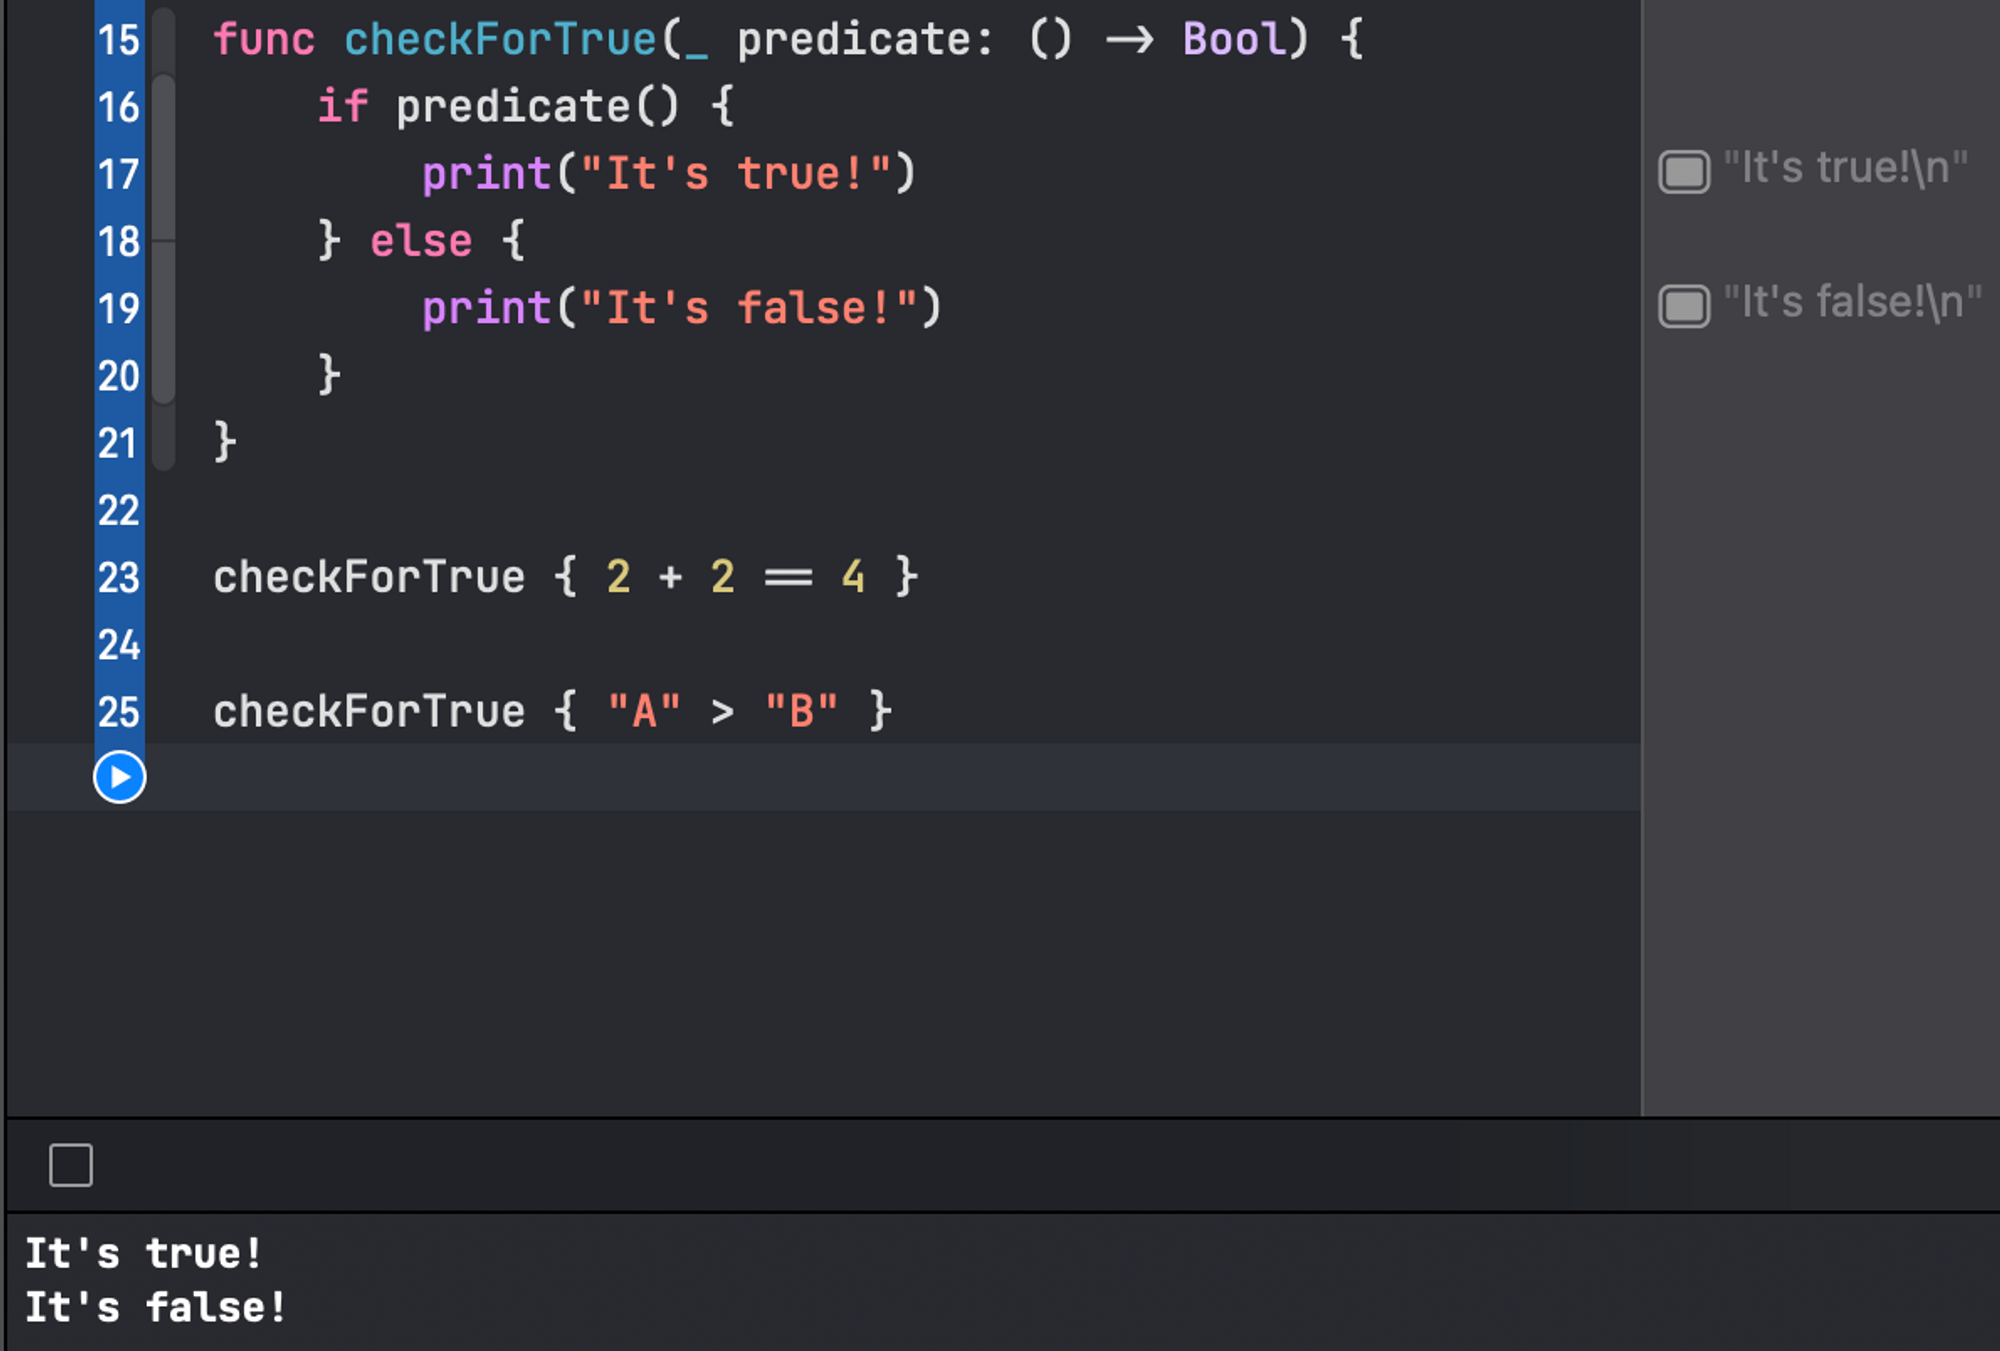 15 func checkForTrue(_ predicate: () -> Bool) {
16     if predicate() {
17         print("It's true!")
"It's true!\n"
18     } else {
19         print("It's false!")
"It's false!\n"
20     }
21 }
22
23 checkForTrue { 2 + 2 == 4 }
24
25 checkForTrue { "A" > "B" }
It's true!
It's false!